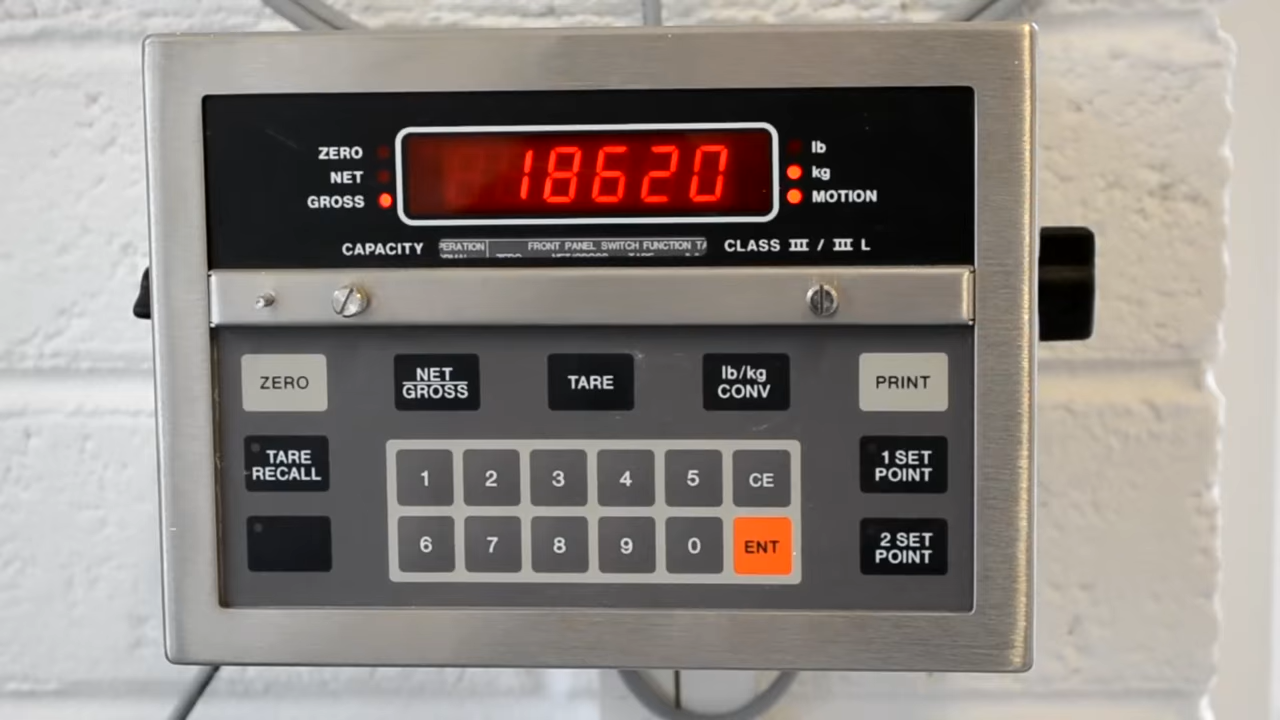 ZERO
NET
GROSS
18620
lb
kg
MOTION
CAPACITY
FRONT PANEL SWITCH FUNCTION
CLASS III / III L
ZERO
NET
GROSS
TARE
lb/kg
CONV
PRINT
TARE
RECALL
1 2 3 4 5 CE
6 7 8 9 0 ENT
1 SET
POINT
2 SET
POINT